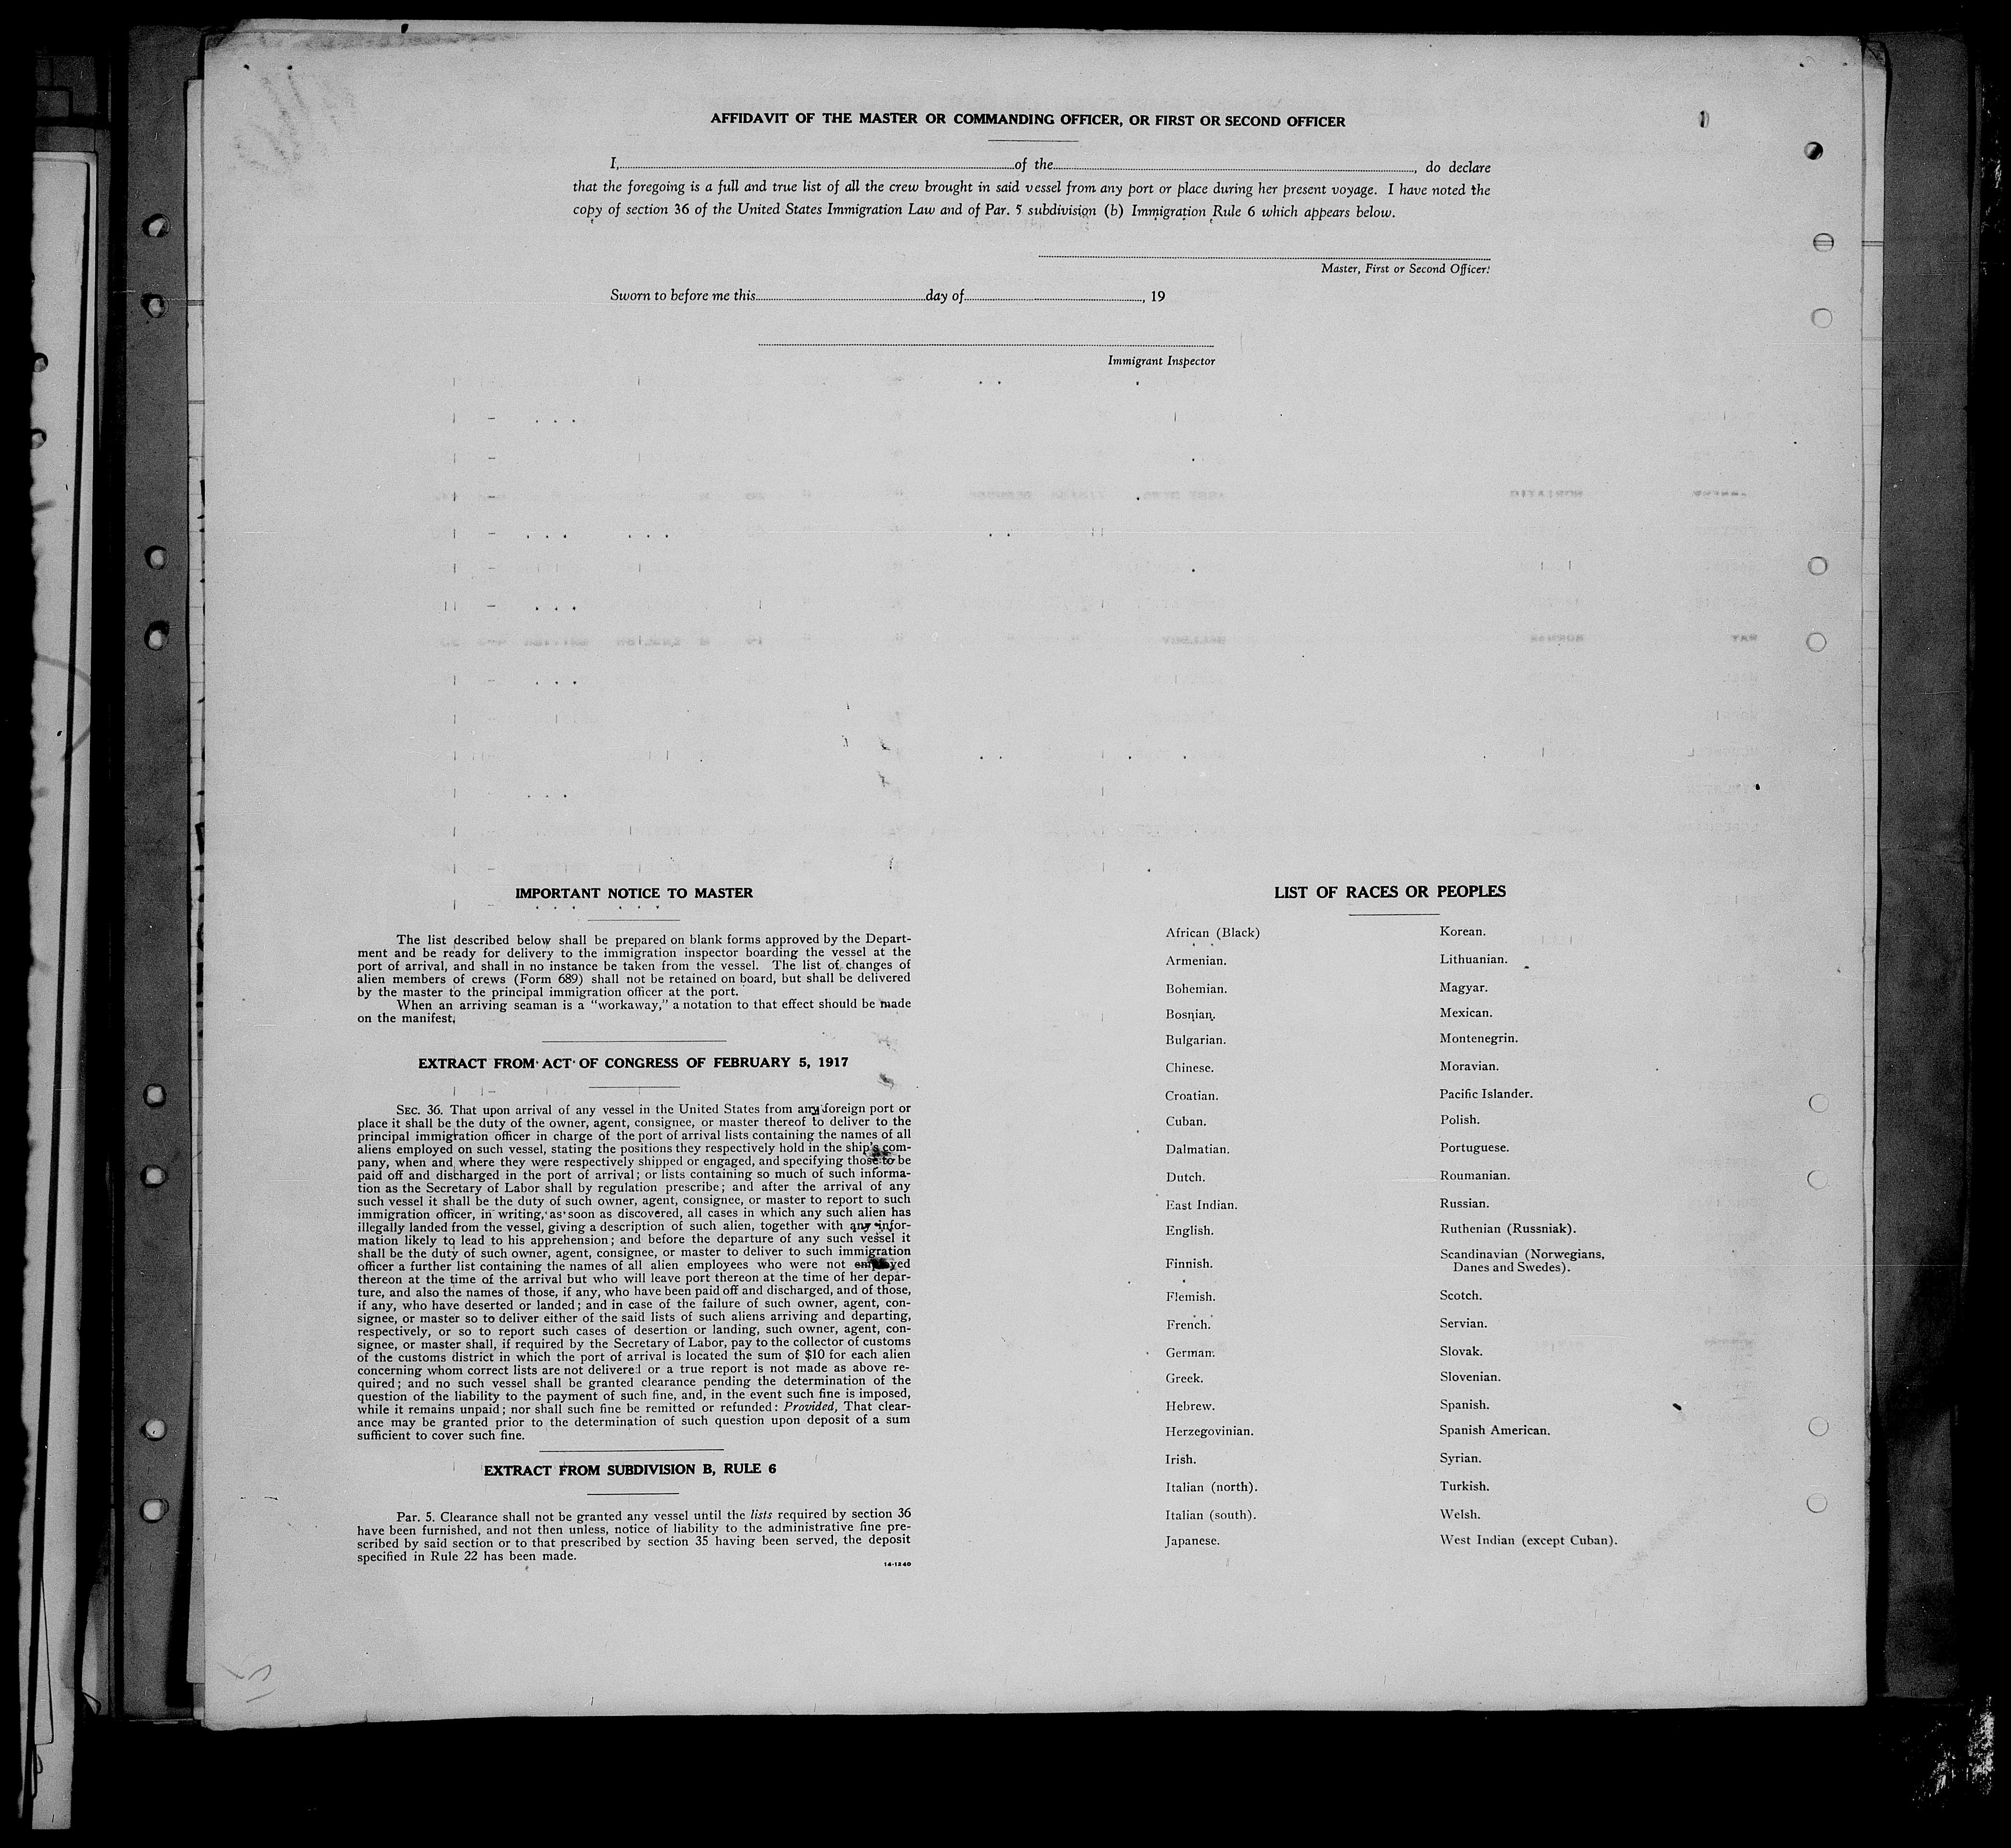 AFFIDAVIT OF THE MASTER OR COMMANDING OFFICER, OR FIRST OR SECOND OFFICER
I, of the , do declare
that the foregoing is a full and true list of all the crew brought in said vessel from any port or place during her present voyage. I have noted the
copy of section 36 of the United States Immigration Law and of Par. 5 subdivision (b) Immigration Rule 6 which appears below.
Master, First or Second Officer.
Sworn to before me this day of , 19
Immigrant Inspector
IMPORTANT NOTICE TO MASTER
The list described below shall be prepared on blank forms approved by the Depart-
ment and be ready for delivery to the immigration inspector boarding the vessel at the
port of arrival, and shall in no instance be taken from the vessel. The list of changes of
alien members of crews (Form 689) shall not be retained on board, but shall be delivered
by the master to the principal immigration officer at the port.
When an arriving seaman is a "workaway," a notation to that effect should be made
on the manifest.
EXTRACT FROM ACT OF CONGRESS OF FEBRUARY 5, 1917
SEC. 36. That upon arrival of any vessel in the United States from any foreign port or
place it shall be the duty of the owner, agent, consignee, or master thereof to deliver to the
principal immigration officer in charge of the port of arrival lists containing the names of all
aliens employed on such vessel, stating the positions they respectively hold in the ship's com-
pany, when and where they were respectively shipped or engaged, and specifying those to be
paid off and discharged in the port of arrival; or lists containing so much of such informa-
tion as the Secretary of Labor shall by regulation prescribe; and after the arrival of any
such vessel it shall be the duty of such owner, agent, consignee, or master to report to such
immigration officer, in writing, as soon as discovered, all cases in which any such alien has
illegally landed from the vessel, giving a description of such alien, together with any infor-
mation likely to lead to his apprehension; and before the departure of any such vessel it
shall be the duty of such owner, agent, consignee, or master to deliver to such immigration
officer a further list containing the names of all alien employees who were not employed
thereon at the time of the arrival but who will leave port thereon at the time of her depar-
ture, and also the names of those, if any, who have been paid off and discharged, and of those,
if any, who have deserted or landed; and in case of the failure of such owner, agent, con-
signee, or master so to deliver either of the said lists of such aliens arriving and departing,
respectively, or so to report such cases of desertion or landing, such owner, agent, con-
signee, or master shall, if required by the Secretary of Labor, pay to the collector of customs
of the customs district in which the port of arrival is located the sum of $10 for each alien
concerning whom correct lists are not delivered or a true report is not made as above re-
quired; and no such vessel shall be granted clearance pending the determination of the
question of the liability to the payment of such fine, and, in the event such fine is imposed,
while it remains unpaid; nor shall such fine be remitted or refunded: Provided, That clear-
ance may be granted prior to the determination of such question upon deposit of a sum
sufficient to cover such fine.
EXTRACT FROM SUBDIVISION B, RULE 6
Par. 5. Clearance shall not be granted any vessel until the lists required by section 36
have been furnished, and not then unless, notice of liability to the administrative fine pre-
scribed by said section or to that prescribed by section 35 having been served, the deposit
specified in Rule 22 has been made.
14-1240
LIST OF RACES OR PEOPLES
African (Black)
Armenian.
Bohemian.
Bosnian.
Bulgarian.
Chinese.
Croatian.
Cuban.
Dalmatian.
Dutch.
East Indian.
English.
Finnish.
Flemish.
French.
German.
Greek.
Hebrew.
Herzegovinian.
Irish.
Italian (north).
Italian (south).
Japanese.
Korean.
Lithuanian.
Magyar.
Mexican.
Montenegrin.
Moravian.
Pacific Islander.
Polish.
Portuguese.
Roumanian.
Russian.
Ruthenian (Russniak).
Scandinavian (Norwegians,
Danes and Swedes).
Scotch.
Servian.
Slovak.
Slovenian.
Spanish.
Spanish American.
Syrian.
Turkish.
Welsh.
West Indian (except Cuban).